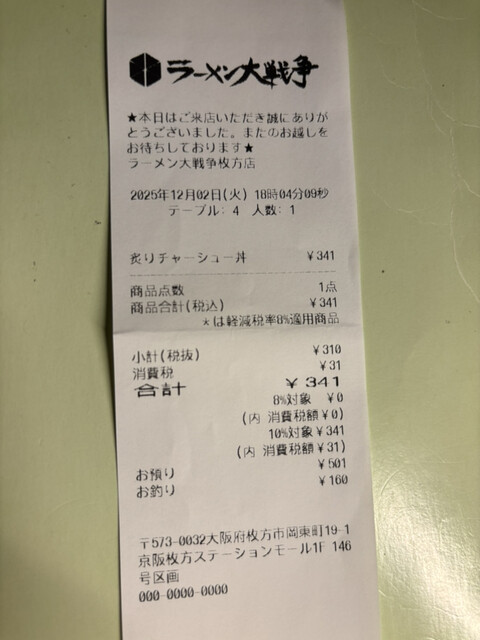 ラーメン大戦争
★本日はご来店いただき誠にありが
とうございました。またのお越しを
お待ちしております★
ラーメン大戦争枚方店
2025年12月02日(火) 18時04分09秒
テーブル: 4 人数: 1
炙りチャーシュー丼 ¥341
商品点数 1点
商品合計(税込) ¥341
*は軽減税率8%適用商品
小計(税抜) ¥310
消費税 ¥31
合計 ¥341
8%対象 ¥0
(内 消費税額¥0)
10%対象¥341
(内 消費税額¥31)
お預り ¥501
お釣り ¥160
〒573-0032大阪府枚方市岡東町19-1
京阪枚方ステーションモール1F 146
号区画
000-0000-0000